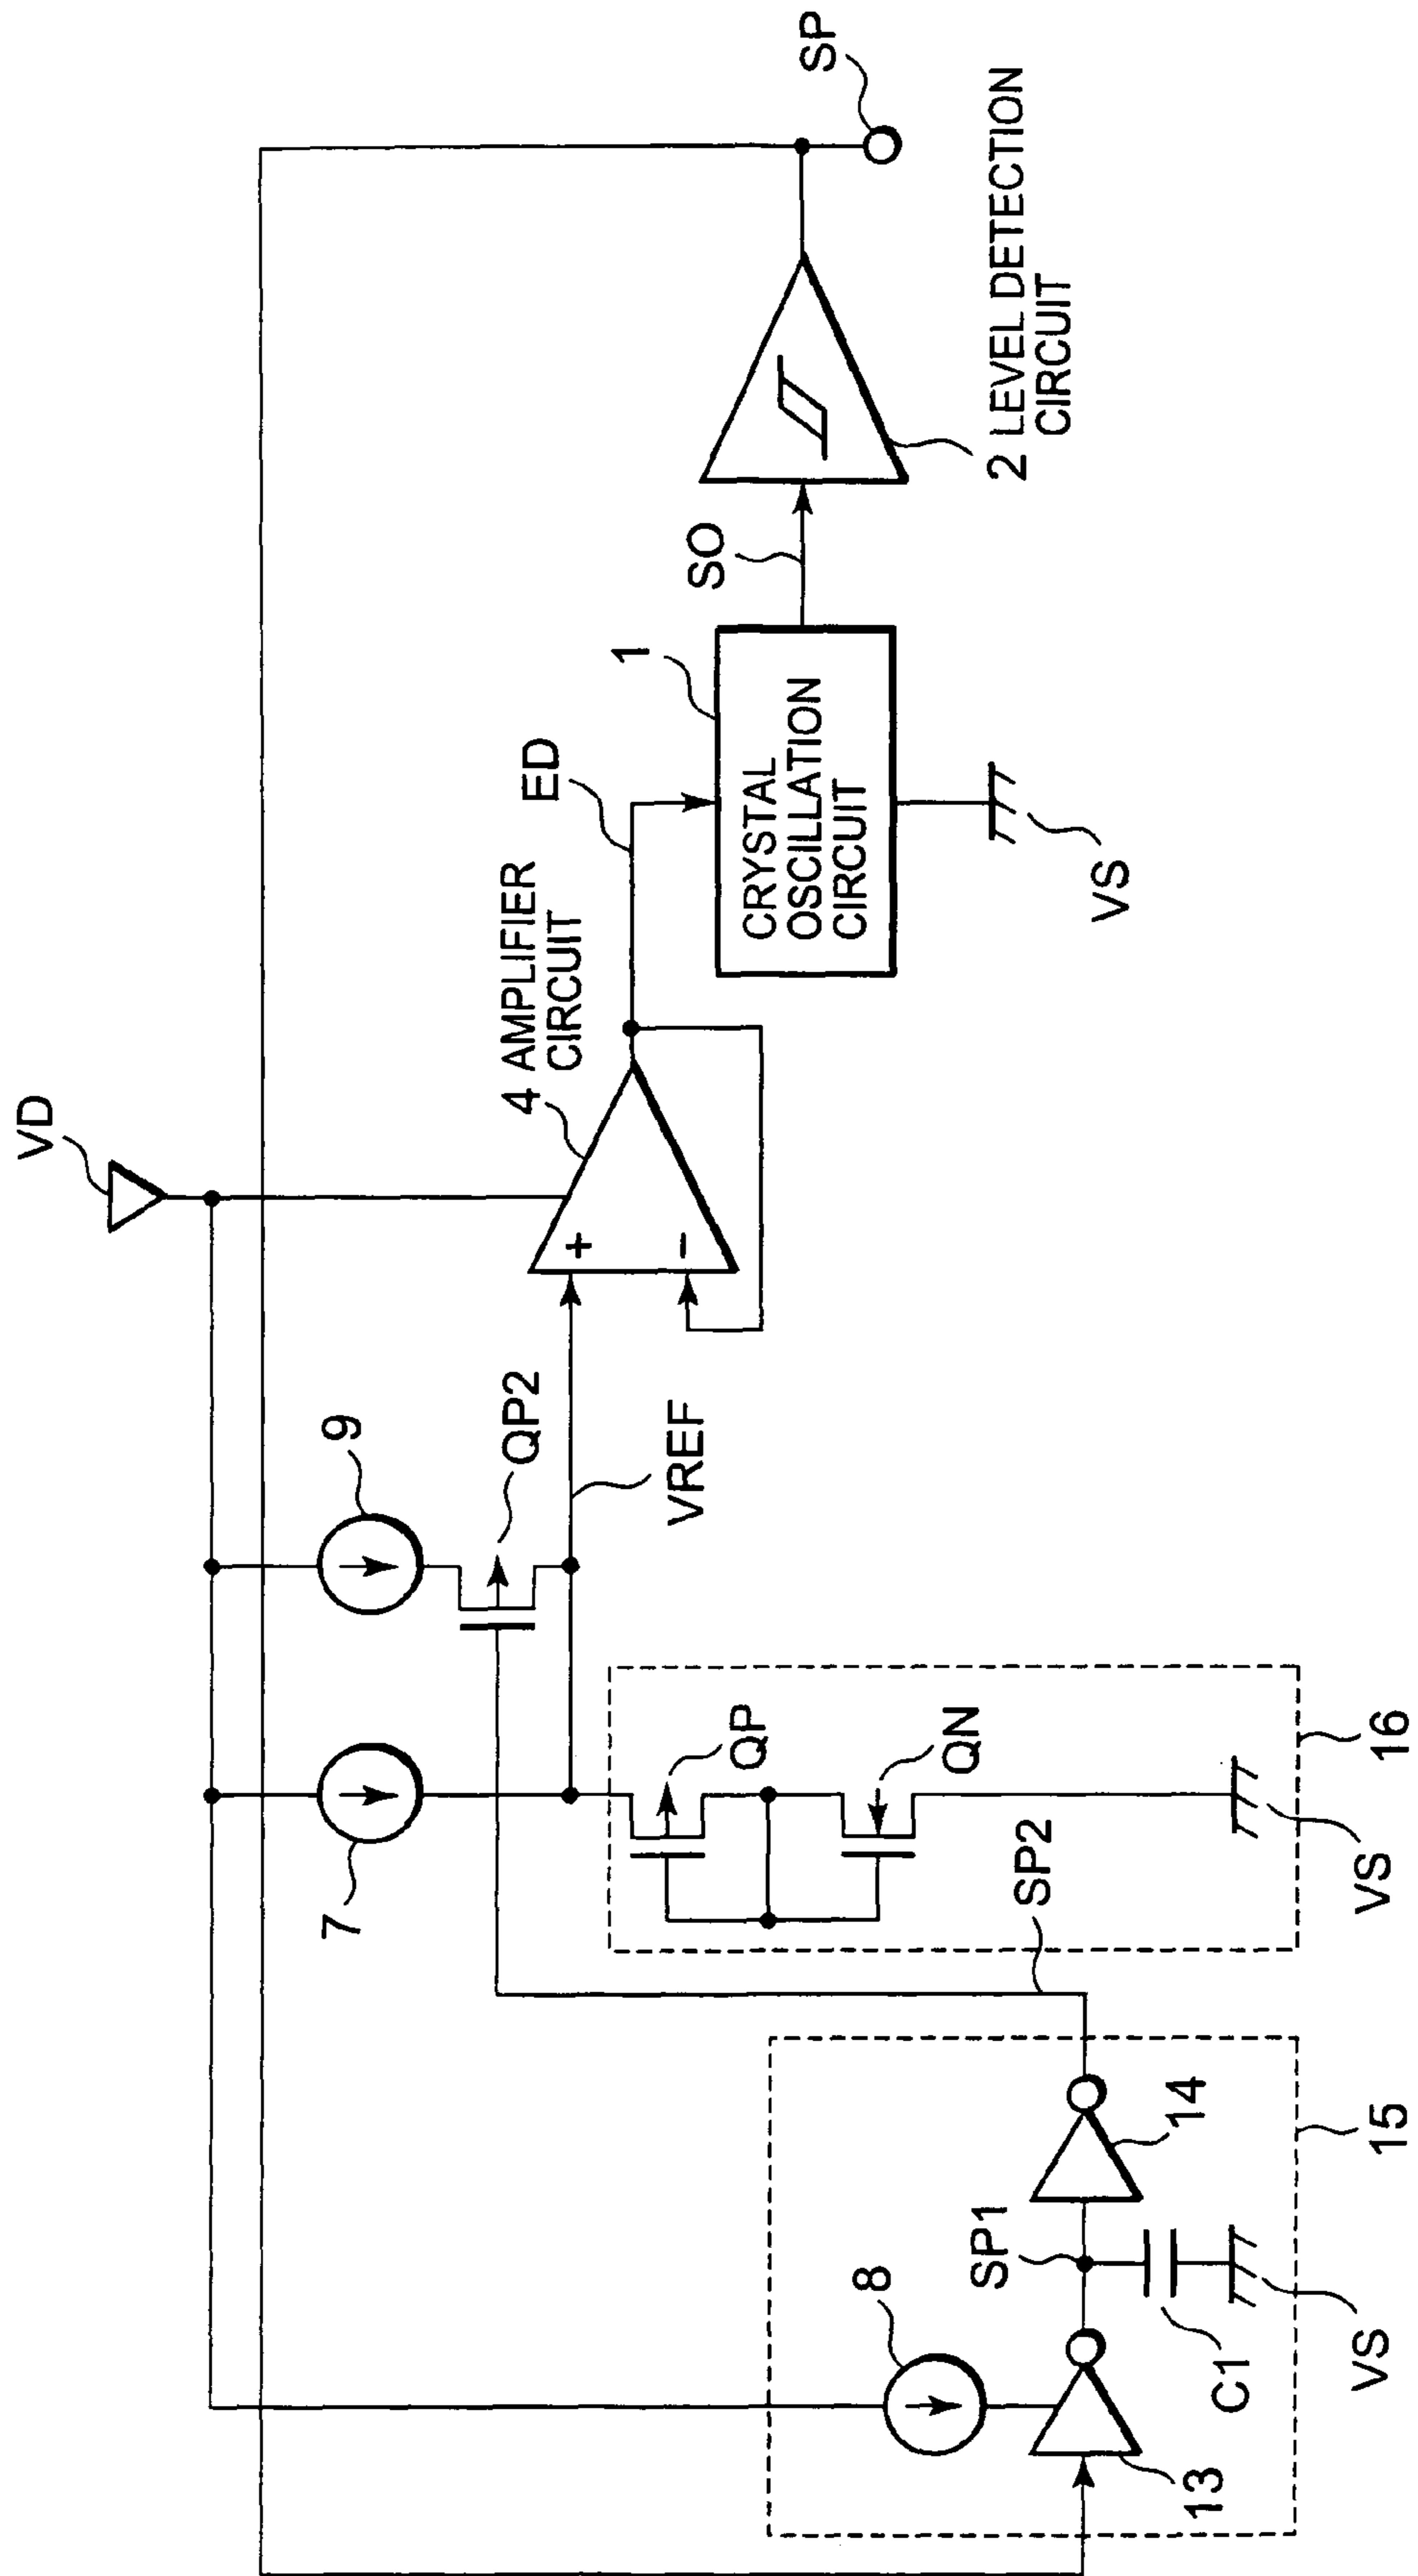 VD
SP
9
7
QP2
4 AMPLIFIER
CIRCUIT
ED
VREF
1
SO
CRYSTAL
OSCILLATION
CIRCUIT
2 LEVEL DETECTION
CIRCUIT
QP
QN
VS
16
VS
SP2
8
SP1
14
13
C1
VS
15